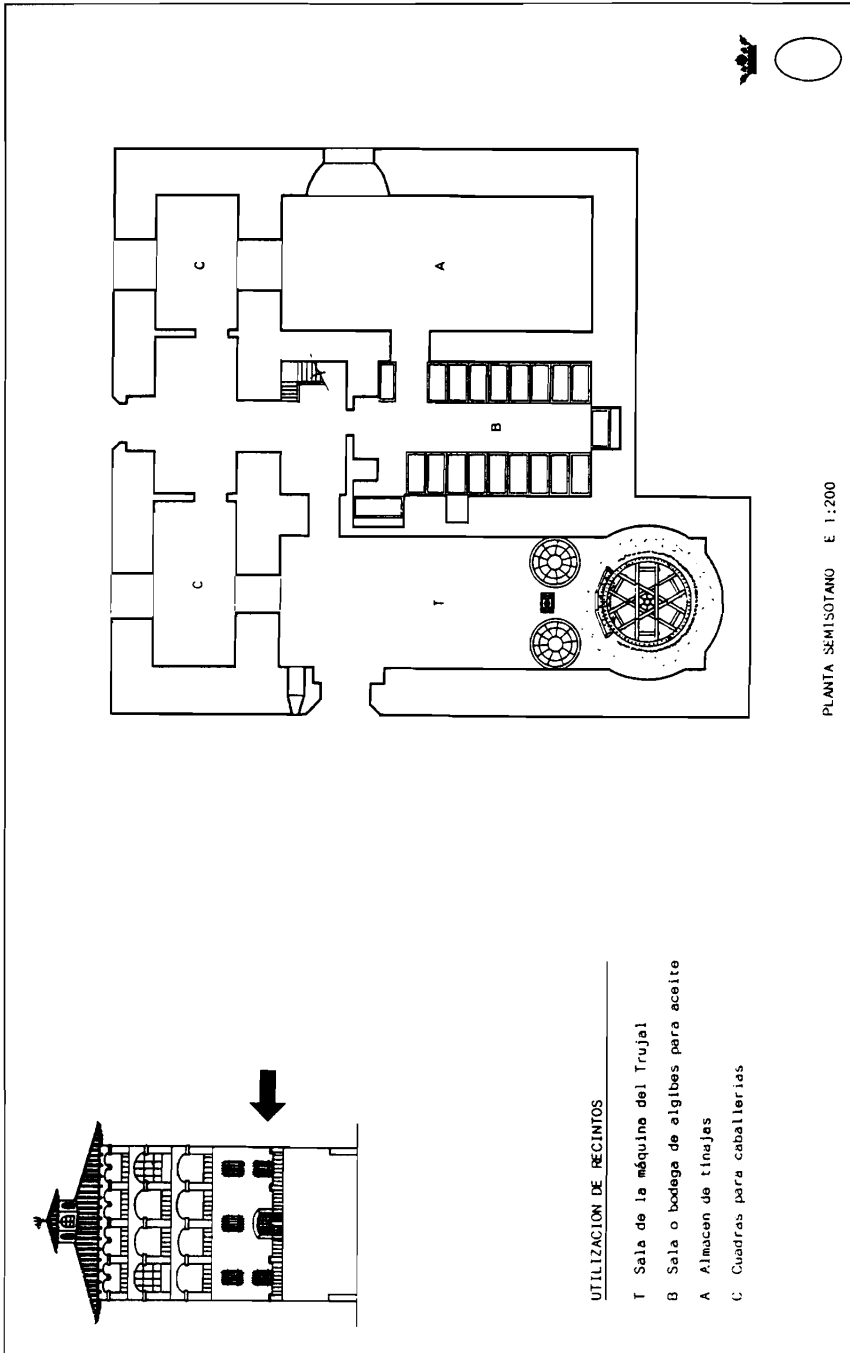 C
A
C
B
T
UTILIZACION DE RECINTOS
T Sala de la máquina del Trujal
B Sala o bodega de algibes para aceite
A Almacen de tinajas
C Cuadras para caballerias
PLANTA SEMISOTANO E 1:200